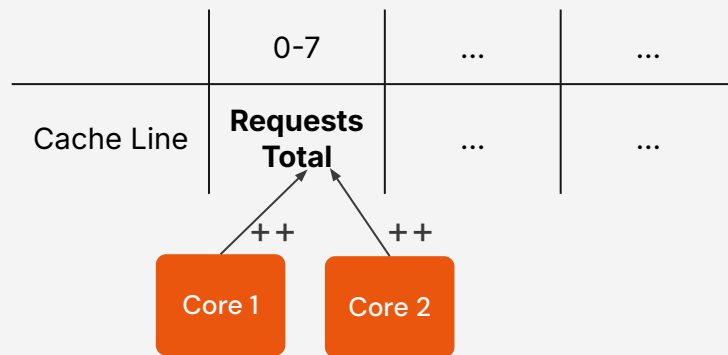 0-7 ... ...
Cache Line Requests Total ... ...
++ ++
Core 1 Core 2